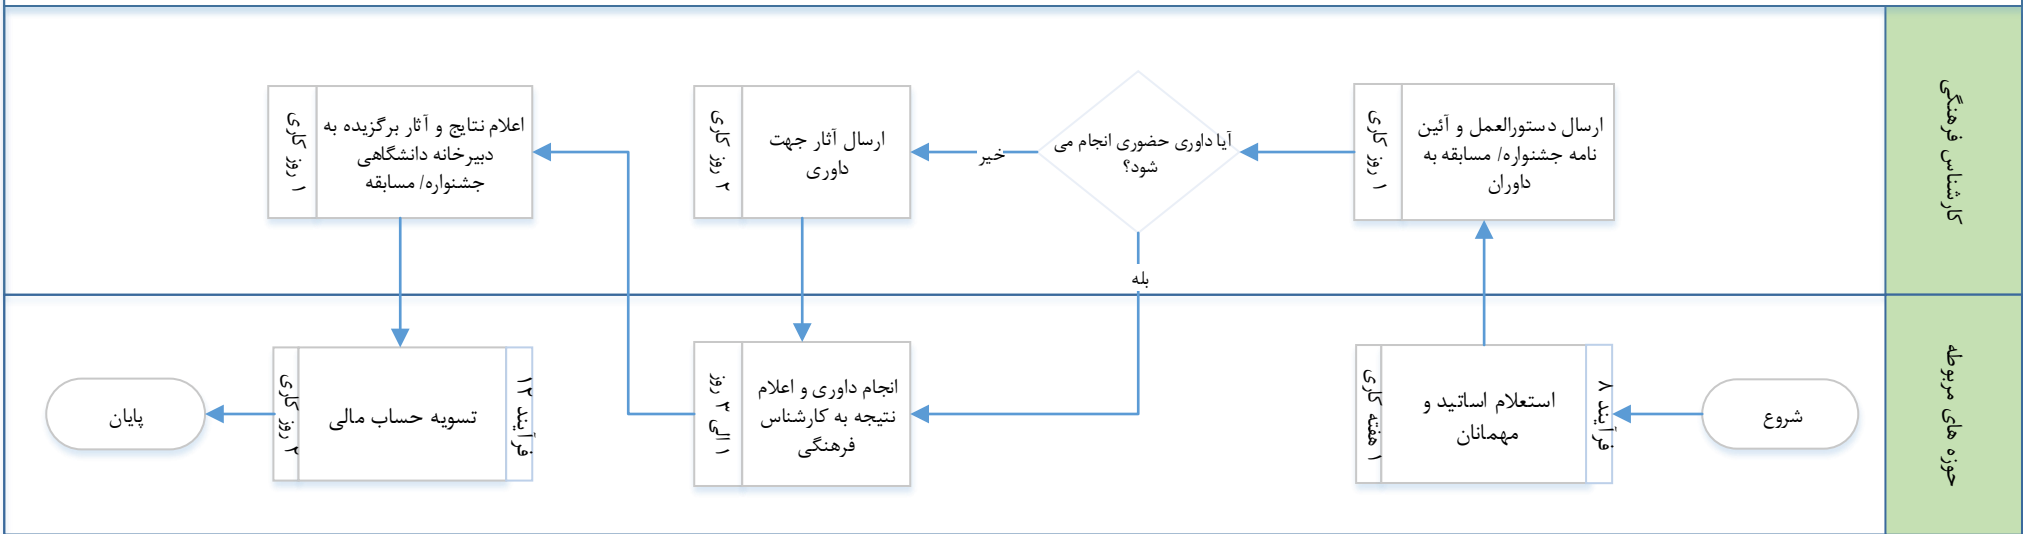 کارشناس فرهنگی
ارسال دستورالعمل و آئین
نامه جشنواره/ مسابقه به
داوران
۱ روز کاری
آیا داوری حضوری انجام می
شود؟
خیر
بله
ارسال آثار جهت
داوری
۲ روز کاری
اعلام نتایج و آثار برگزیده به
دبیرخانه دانشگاهی
جشنواره/ مسابقه
۱ روز کاری
حوزه های مربوطه
شروع
فرآیند ۸
استعلام اساتید و
مهمانان
۱ هفته کاری
انجام داوری و اعلام
نتیجه به کارشناس
فرهنگی
۱ الی ۳ روز
فرآیند ۱۲
تسویه حساب مالی
۲ روز کاری
پایان